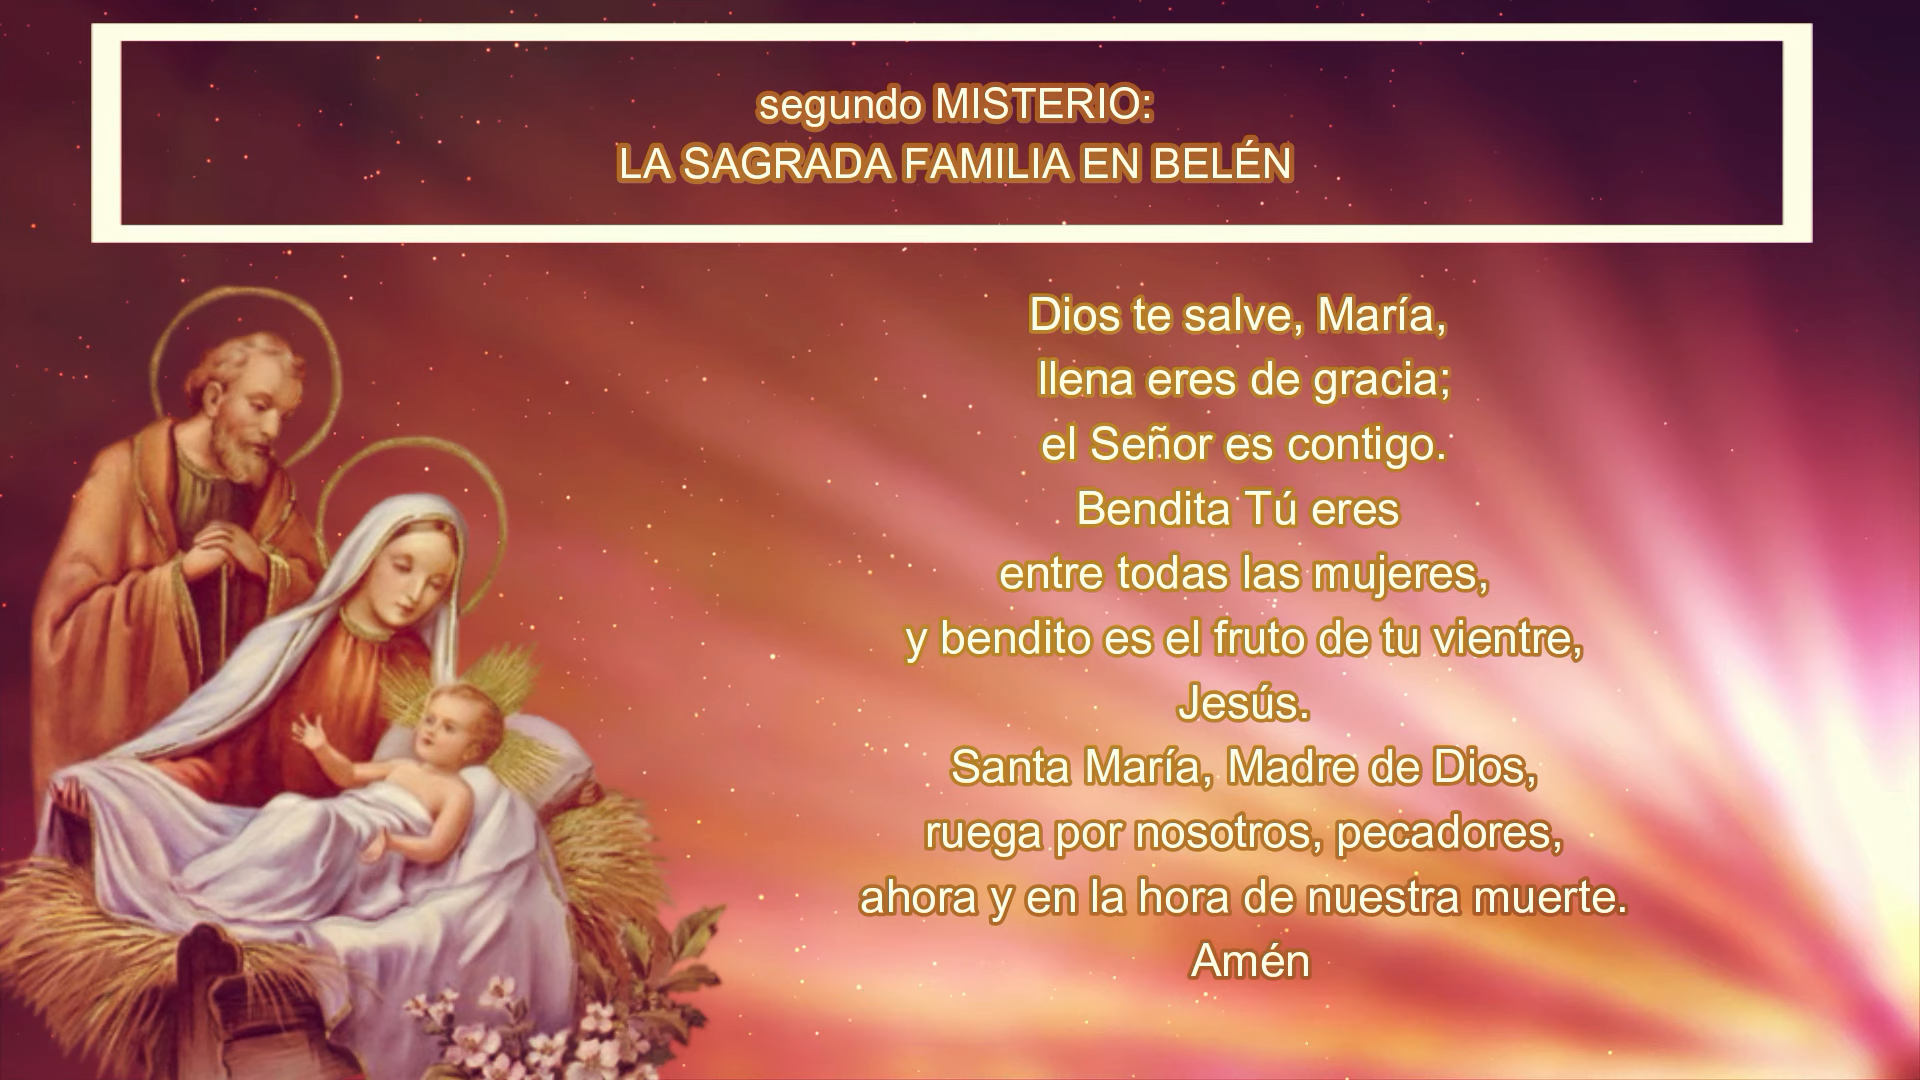 segundo MISTERIO:
LA SAGRADA FAMILIA EN BELÉN
Dios te salve, María,
llena eres de gracia;
el Señor es contigo.
Bendita Tú eres
entre todas las mujeres,
y bendito es el fruto de tu vientre,
Jesús.
Santa María, Madre de Dios,
ruega por nosotros, pecadores,
ahora y en la hora de nuestra muerte.
Amén